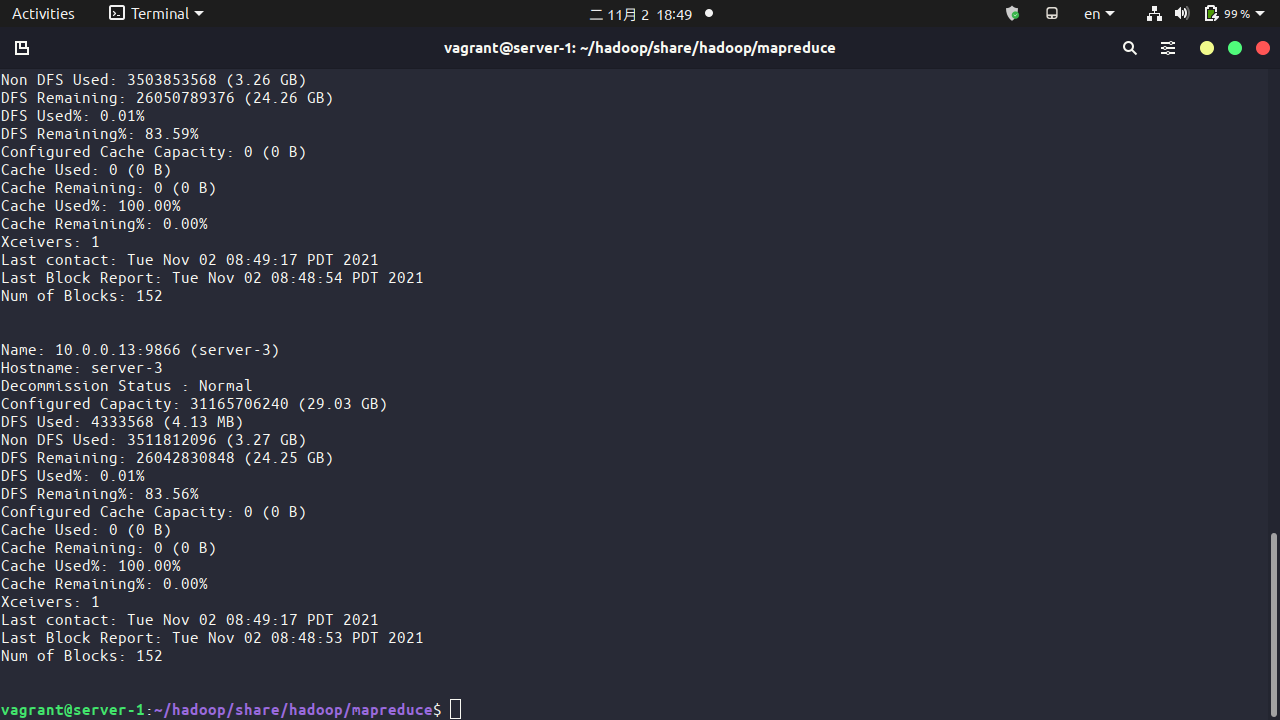 Activities Terminal 二 11月 2 18:49 en 99 %
vagrant@server-1: ~/hadoop/share/hadoop/mapreduce
Non DFS Used: 3503853568 (3.26 GB)
DFS Remaining: 26050789376 (24.26 GB)
DFS Used%: 0.01%
DFS Remaining%: 83.59%
Configured Cache Capacity: 0 (0 B)
Cache Used: 0 (0 B)
Cache Remaining: 0 (0 B)
Cache Used%: 100.00%
Cache Remaining%: 0.00%
Xceivers: 1
Last contact: Tue Nov 02 08:49:17 PDT 2021
Last Block Report: Tue Nov 02 08:48:54 PDT 2021
Num of Blocks: 152
Name: 10.0.0.13:9866 (server-3)
Hostname: server-3
Decommission Status : Normal
Configured Capacity: 31165706240 (29.03 GB)
DFS Used: 4333568 (4.13 MB)
Non DFS Used: 3511812096 (3.27 GB)
DFS Remaining: 26042830848 (24.25 GB)
DFS Used%: 0.01%
DFS Remaining%: 83.56%
Configured Cache Capacity: 0 (0 B)
Cache Used: 0 (0 B)
Cache Remaining: 0 (0 B)
Cache Used%: 100.00%
Cache Remaining%: 0.00%
Xceivers: 1
Last contact: Tue Nov 02 08:49:17 PDT 2021
Last Block Report: Tue Nov 02 08:48:53 PDT 2021
Num of Blocks: 152
vagrant@server-1:~/hadoop/share/hadoop/mapreduce$